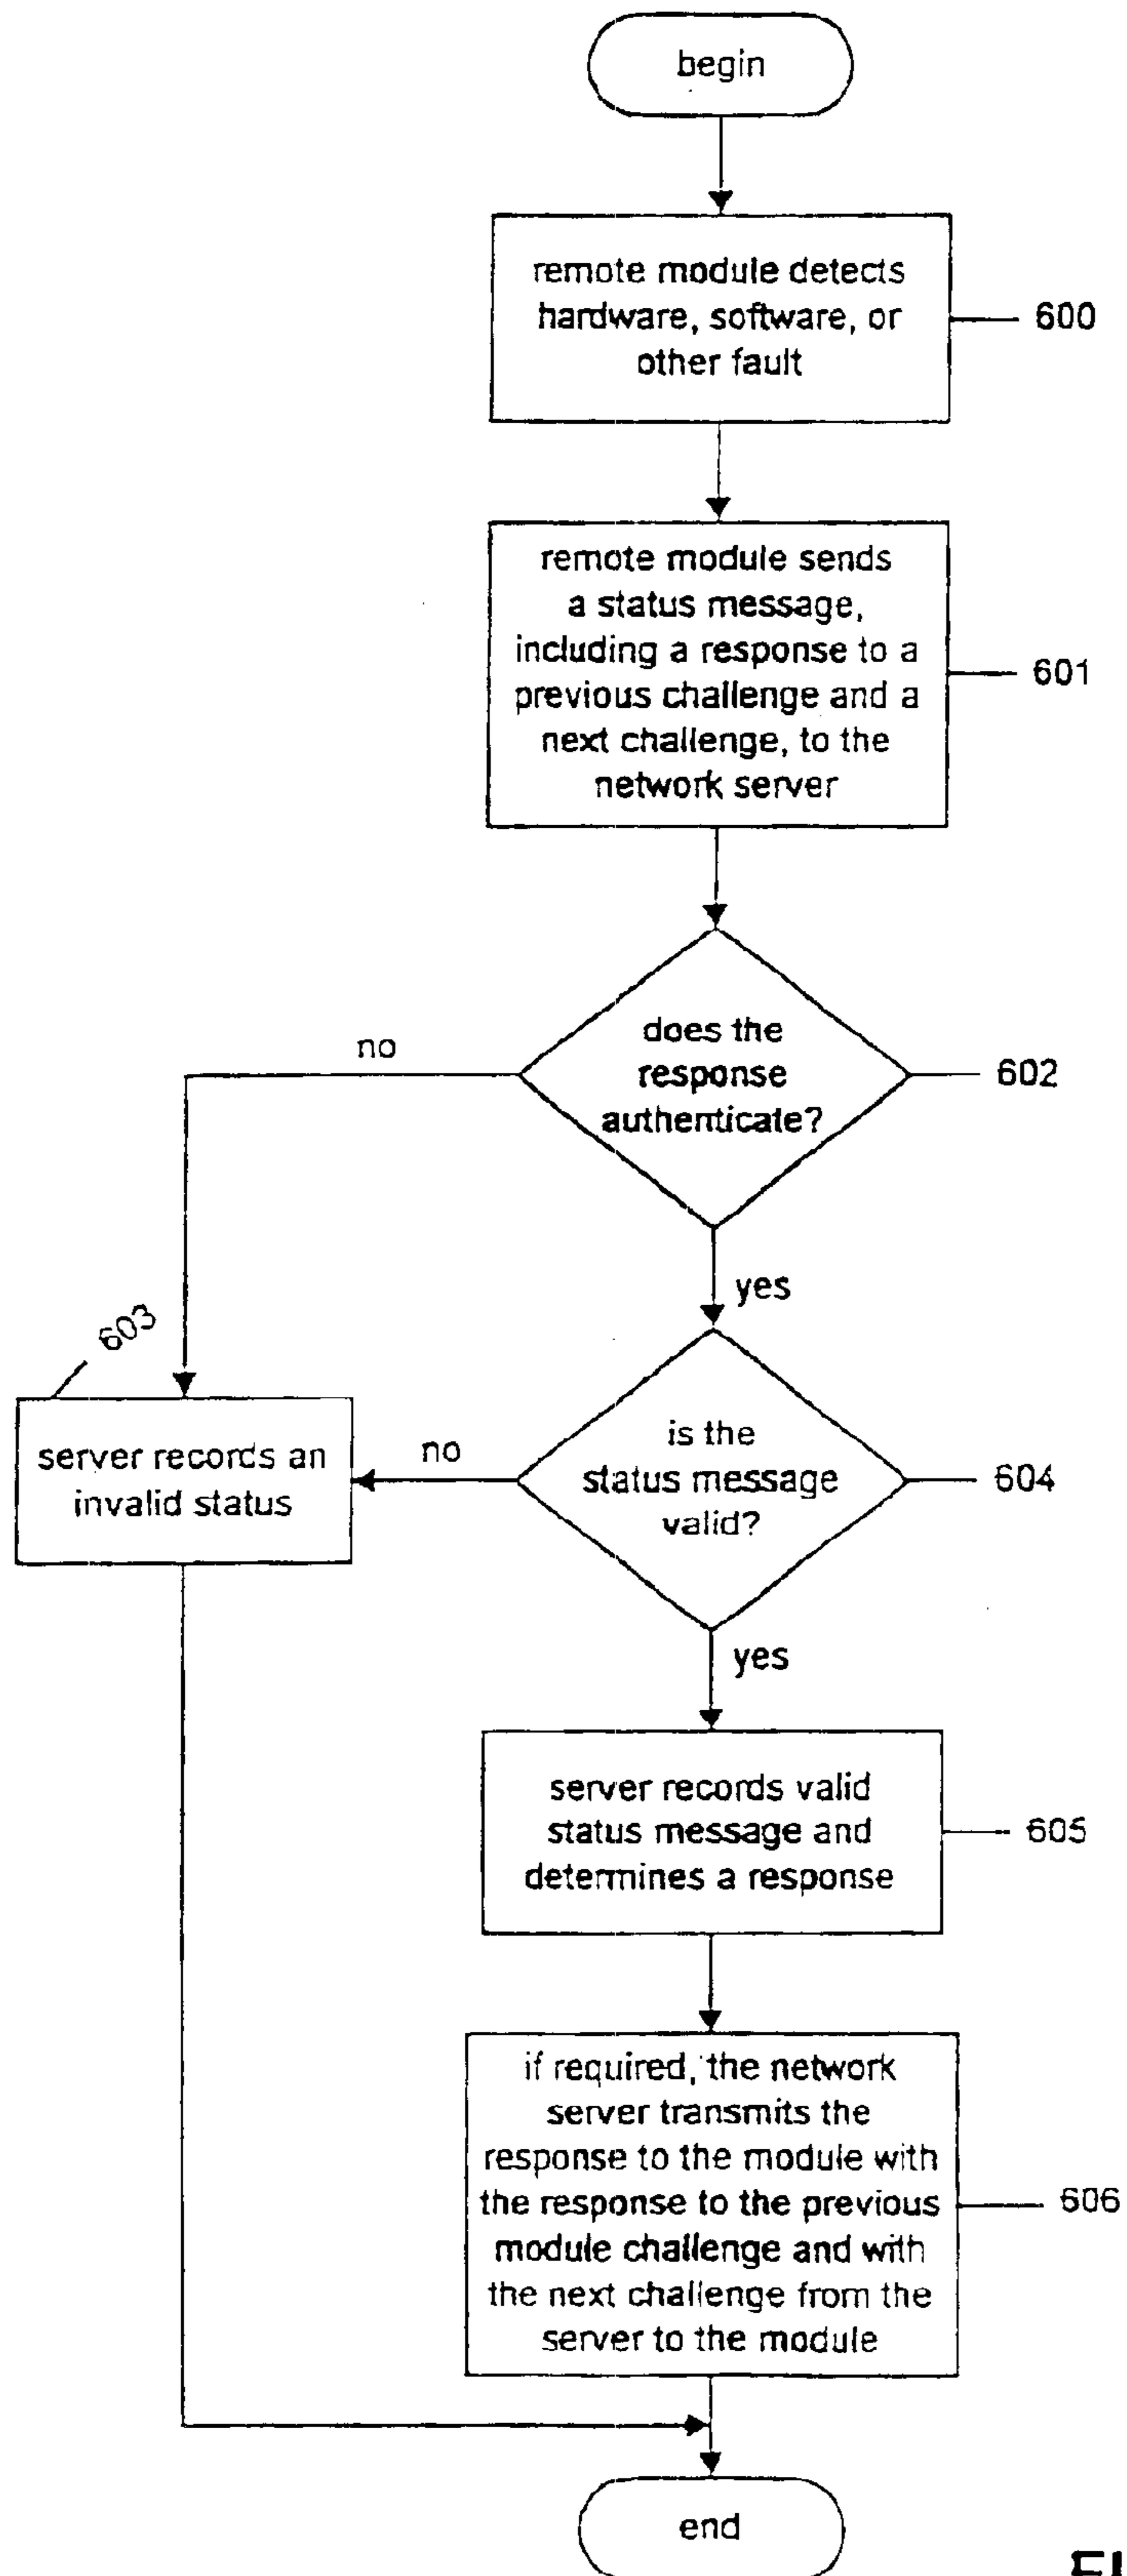 begin
remote module detects
hardware, software, or
other fault
600
remote module sends
a status message,
including a response to a
previous challenge and a
next challenge, to the
network server
601
does the
response
authenticate?
602
no
yes
603
server records an
invalid status
no
is the
status message
valid?
604
yes
server records valid
status message and
determines a response
605
if required, the network
server transmits the
response to the module with
the response to the previous
module challenge and with
the next challenge from the
server to the module
606
end